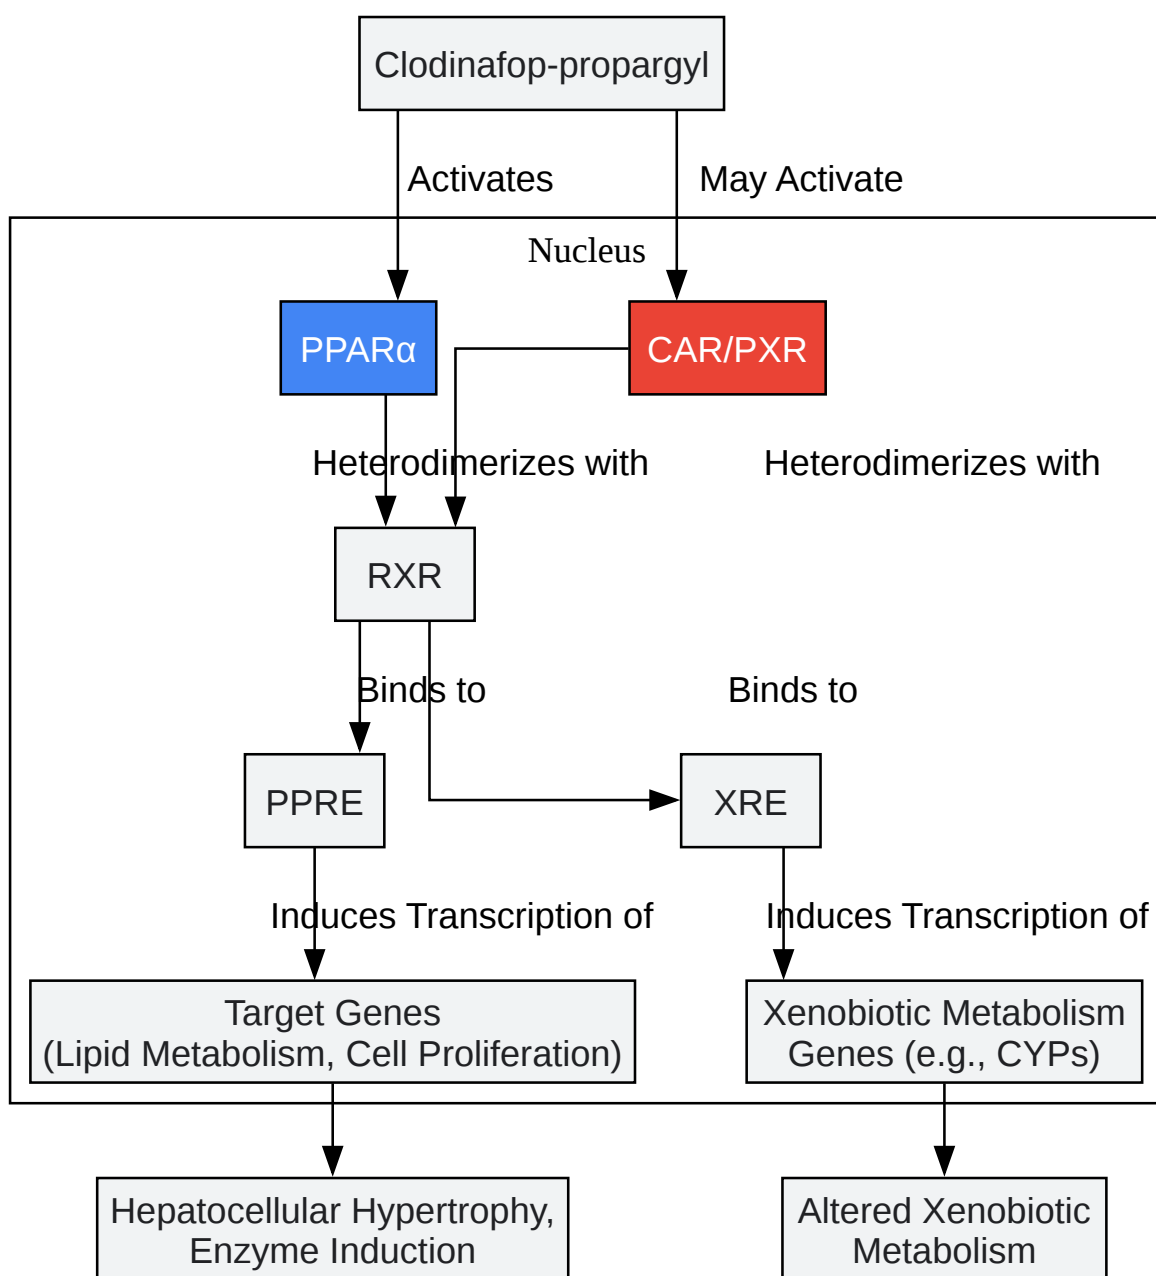 Clodinafop-propargyl
Activates
May Activate
Nucleus
PPARα
CAR/PXR
Heterodimerizes with
Heterodimerizes with
RXR
Binds to
Binds to
PPRE
XRE
Induces Transcription of
Induces Transcription of
Target Genes
(Lipid Metabolism, Cell Proliferation)
Xenobiotic Metabolism
Genes (e.g., CYPs)
Hepatocellular Hypertrophy,
Enzyme Induction
Altered Xenobiotic
Metabolism